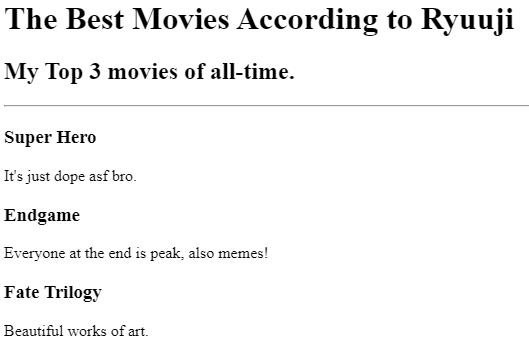 The Best Movies According to Ryuuji
My Top 3 movies of all-time.
Super Hero
It's just dope asf bro.
Endgame
Everyone at the end is peak, also memes!
Fate Trilogy
Beautiful works of art.